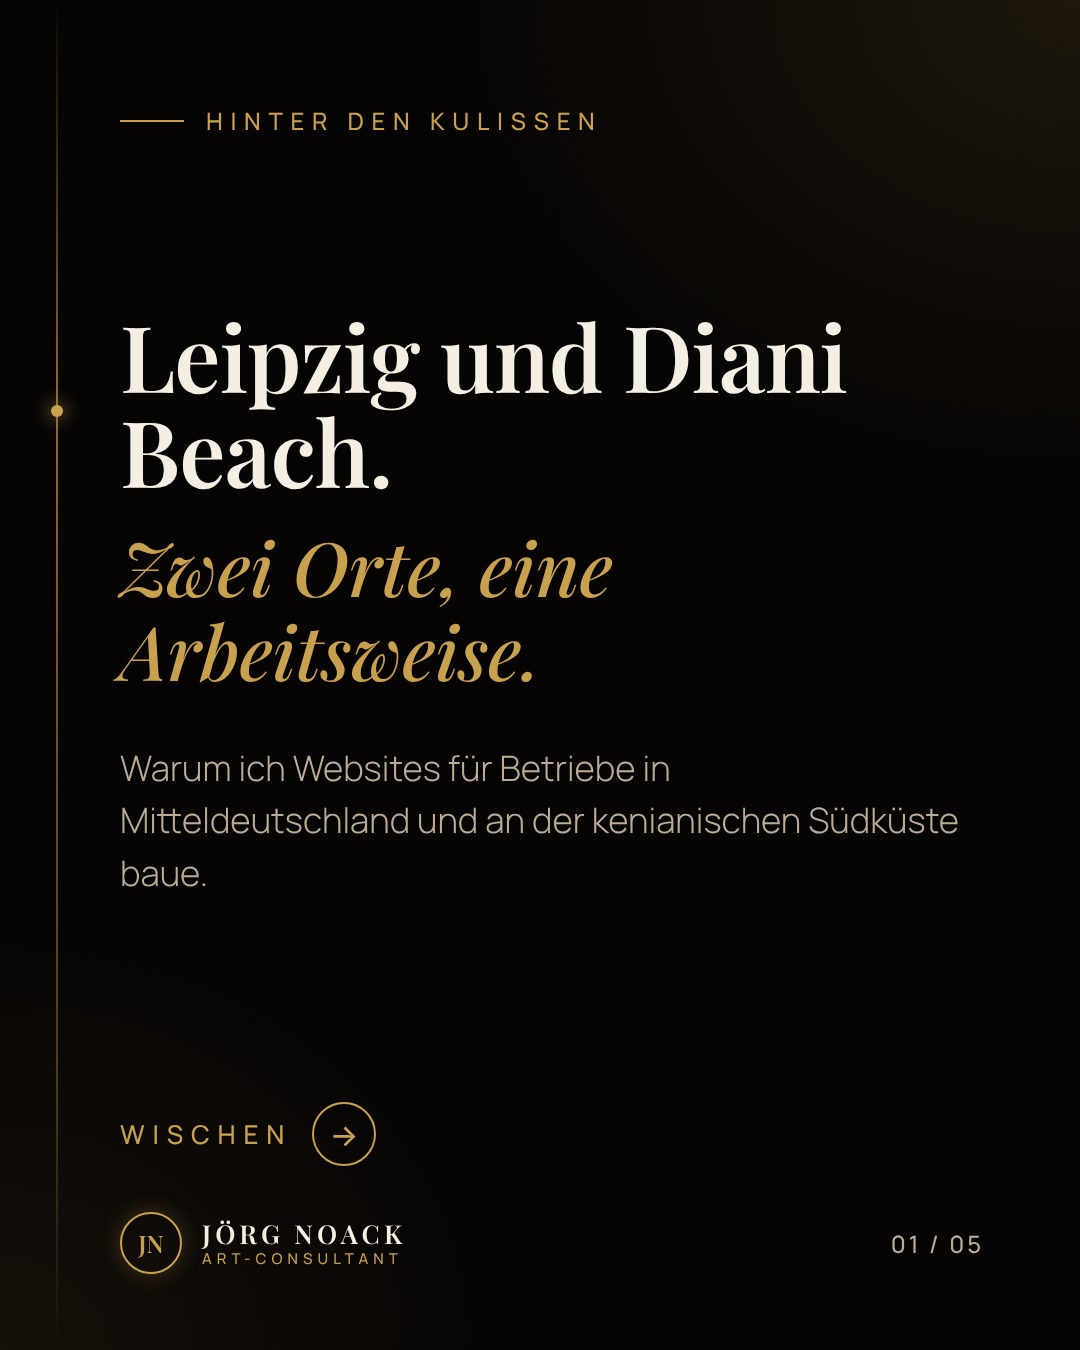 HINTER DEN KULISSEN
Leipzig und Diani
Beach.
Zwei Orte, eine
Arbeitsweise.
Warum ich Websites für Betriebe in
Mitteldeutschland und an der kenianischen Südküste
baue.
WISCHEN →
JN
JÖRG NOACK
ART-CONSULTANT
01 / 05